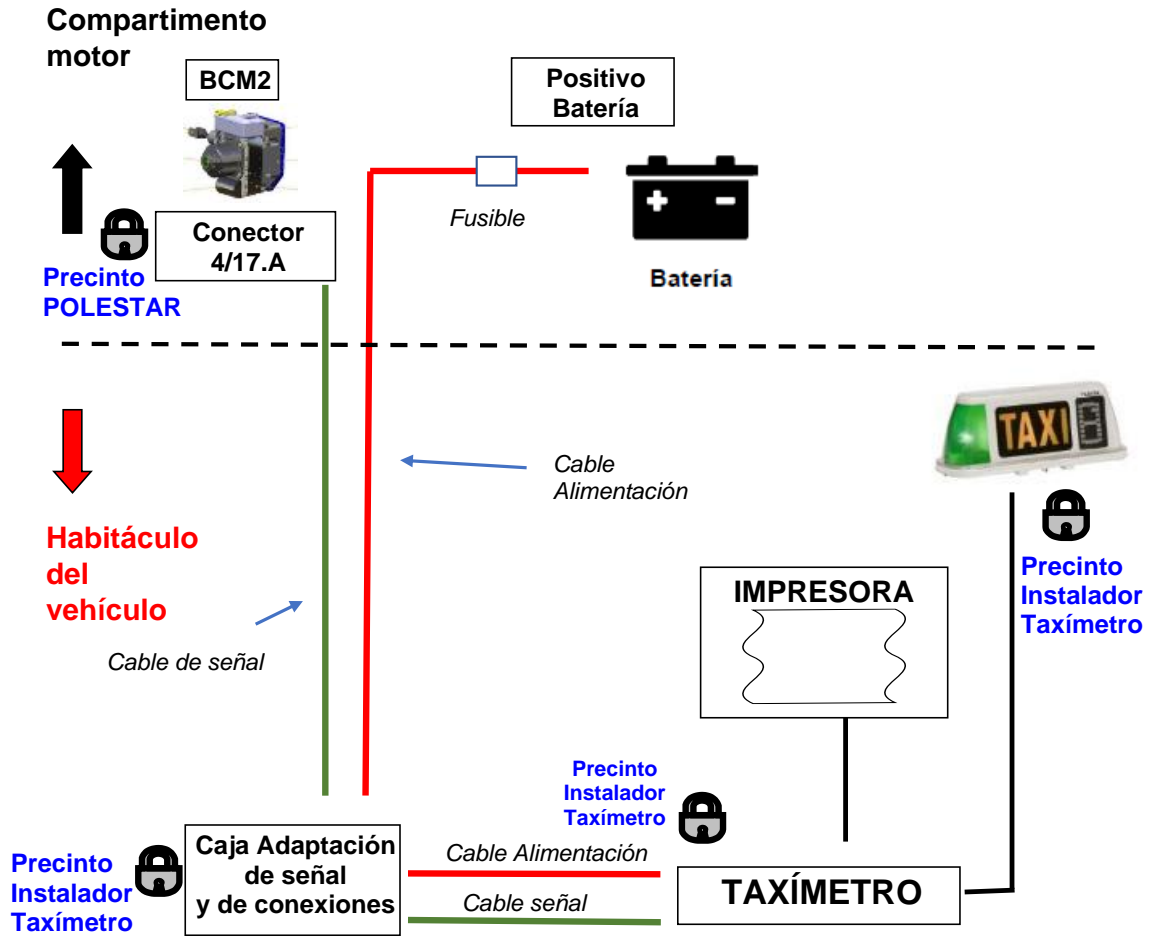 Compartimento
motor
BCM2
Positivo
Batería
Fusible
Conector
4/17.A
Precinto
POLESTAR
Batería
TAXI
Cable
Alimentación
Habitáculo
del
vehículo
Cable de señal
IMPRESORA
Precinto
Instalador
Taxímetro
Precinto
Instalador
Taxímetro
Caja Adaptación
de señal
y de conexiones
Cable Alimentación
Cable señal
TAXÍMETRO
Precinto
Instalador
Taxímetro